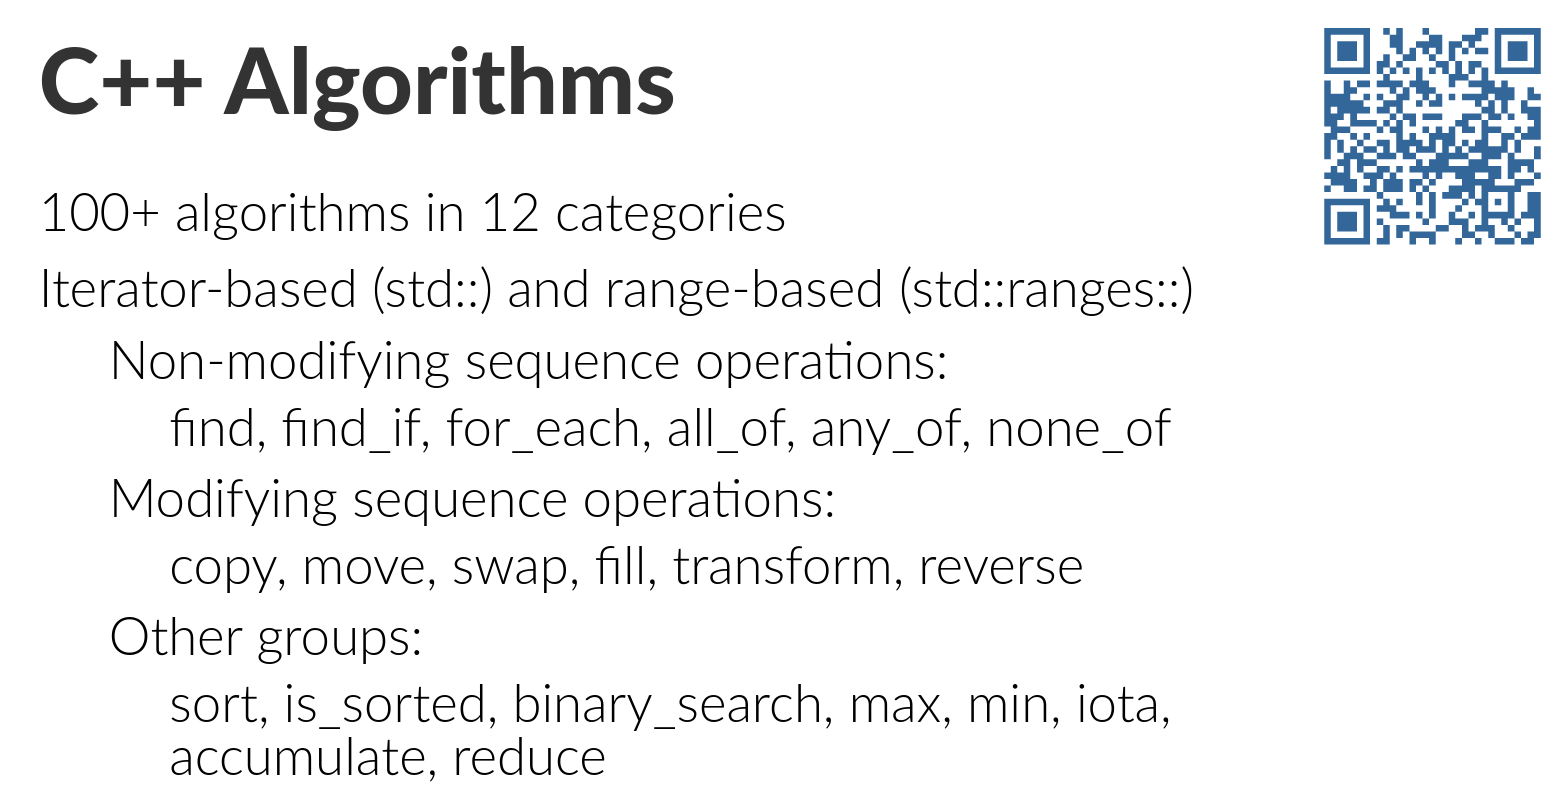 C++ Algorithms
100+ algorithms in 12 categories
Iterator-based (std::) and range-based (std::ranges::)
Non-modifying sequence operations:
find, find_if, for_each, all_of, any_of, none_of
Modifying sequence operations:
copy, move, swap, fill, transform, reverse
Other groups:
sort, is_sorted, binary_search, max, min, iota,
accumulate, reduce